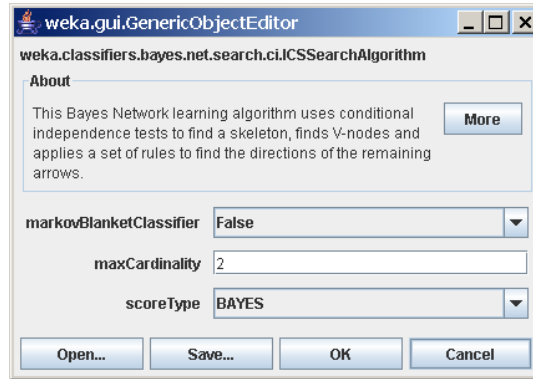 weka.gui.GenericObjectEditor
weka.classifiers.bayes.net.search.ci.ICSSearchAlgorithm
About
This Bayes Network learning algorithm uses conditional
independence tests to find a skeleton, finds V-nodes and
applies a set of rules to find the directions of the remaining
arrows.
More
markovBlanketClassifier False
maxCardinality 2
scoreType BAYES
Open... Save... OK Cancel